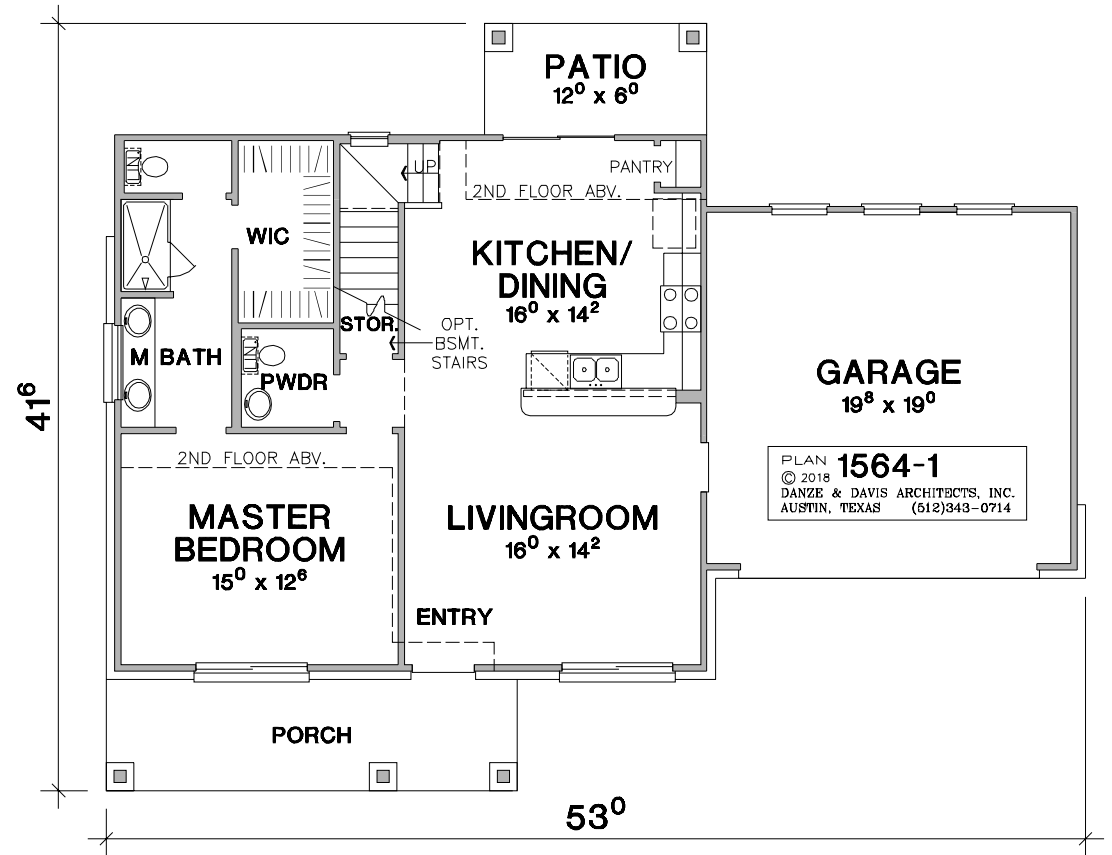 PATIO
12⁰ x 6⁰
UP
PANTRY
2ND FLOOR ABV.
WIC
KITCHEN/
DINING
16⁰ x 14²
STOR.
OPT.
BSMT.
STAIRS
M BATH
PWDR
GARAGE
19⁸ x 19⁰
41⁶
2ND FLOOR ABV.
PLAN 1564-1
© 2018
DANZE & DAVIS ARCHITECTS, INC.
AUSTIN, TEXAS (512)343-0714
MASTER
BEDROOM
15⁰ x 12⁶
LIVINGROOM
16⁰ x 14²
ENTRY
PORCH
53⁰